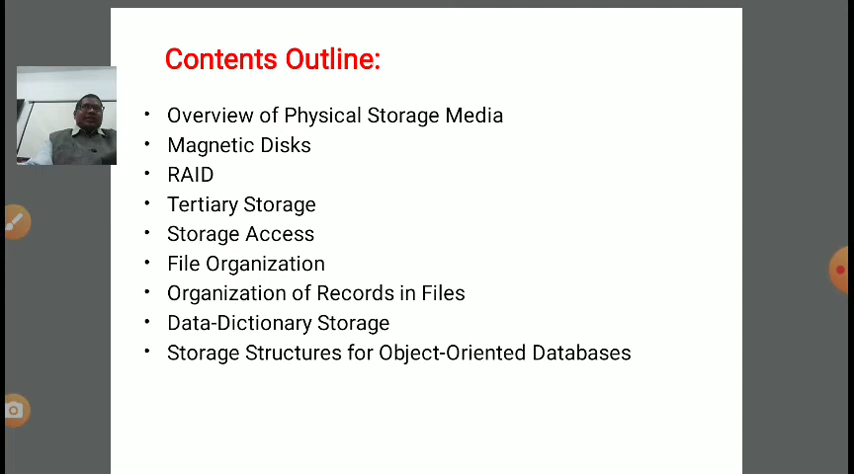 Contents Outline:
• Overview of Physical Storage Media
• Magnetic Disks
• RAID
• Tertiary Storage
• Storage Access
• File Organization
• Organization of Records in Files
• Data-Dictionary Storage
• Storage Structures for Object-Oriented Databases